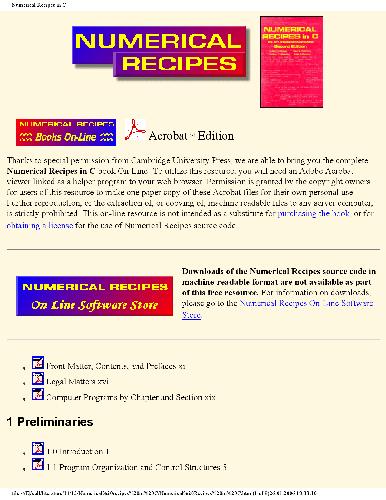 Numerical Recipes in C
NUMERICAL
RECIPES
NUMERICAL
RECIPES in C
Second Edition
NUMERICAL RECIPES
Books On-Line
Acrobat™ Edition
Thanks to special permission from Cambridge University Press, we are able to bring you the complete
Numerical Recipes in C book On-Line. To utilize this resource, you will need an Adobe Acrobat
viewer linked as a helper program to your web browser. Permission is granted by the copyright owners
for users of this resource to make one paper copy of these Acrobat files for their own personal use.
Further reproduction, or the extraction of, or copying of, machine readable files to any server computer,
is strictly prohibited. This on-line resource is not intended as a substitute for purchasing the book, or for
obtaining a license for the use of Numerical Recipes source code.
NUMERICAL RECIPES
On Line Software Store
Downloads of the Numerical Recipes source code in
machine readable format are not available as part
of this free resource. For information on downloads,
please go to the Numerical Recipes On-Line Software
Store.
Front Matter, Contents, and Prefaces xi
Legal Matters xvi
Computer Programs by Chapter and Section xix
1 Preliminaries
1.0 Introduction 1
1.1 Program Organization and Control Structures 5